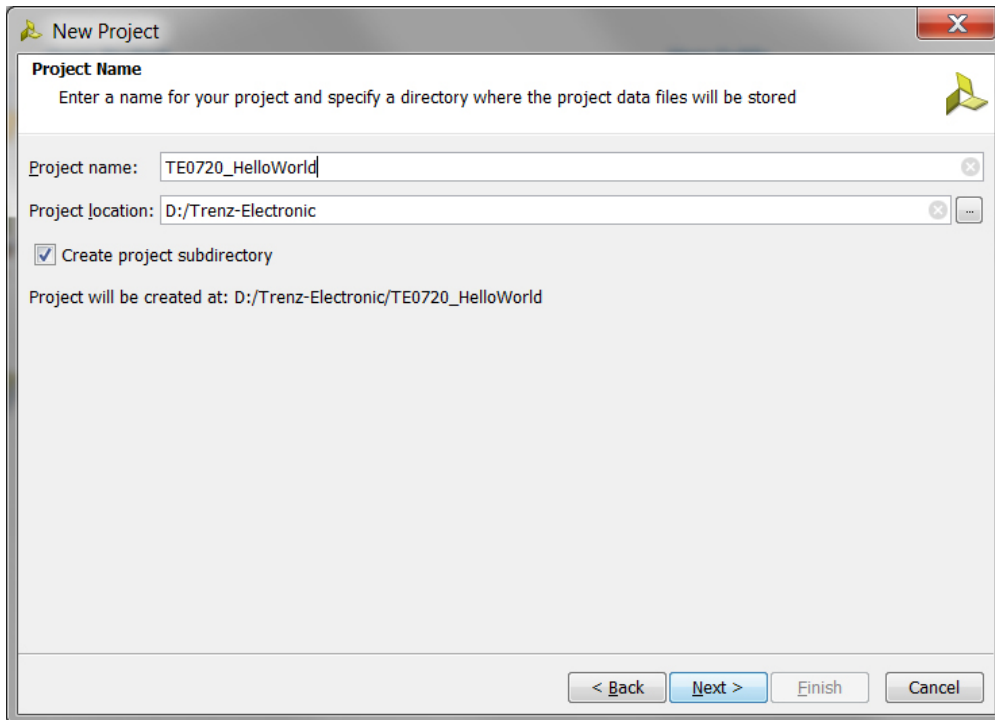 New Project
Project Name
Enter a name for your project and specify a directory where the project data files will be stored
Project name: TE0720_HelloWorld
Project location: D:/Trenz-Electronic ...
Create project subdirectory
Project will be created at: D:/Trenz-Electronic/TE0720_HelloWorld
< Back Next > Finish Cancel